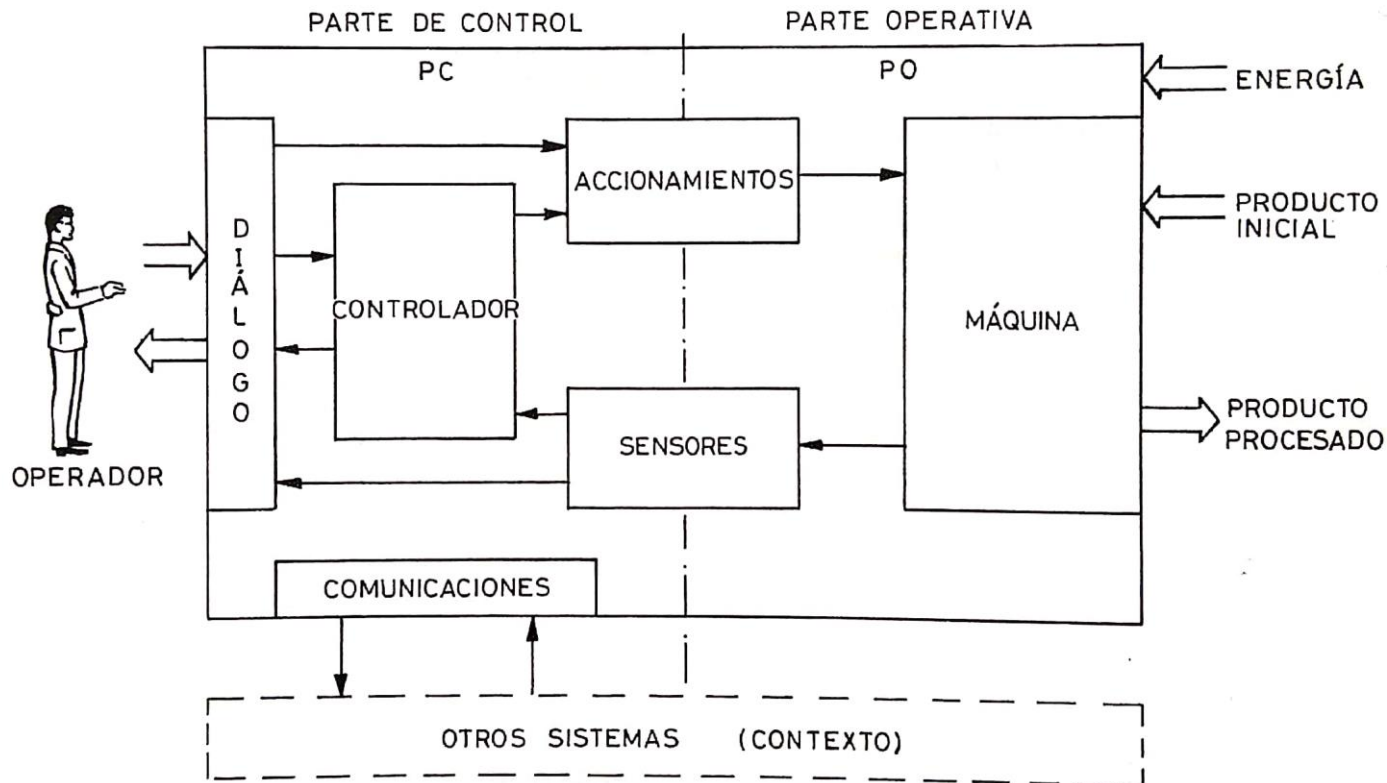 PARTE DE CONTROL
PARTE OPERATIVA
PC
PO
ENERGÍA
ACCIONAMIENTOS
PRODUCTO
INICIAL
DIÁLOGO
CONTROLADOR
MÁQUINA
SENSORES
PRODUCTO
PROCESADO
OPERADOR
COMUNICACIONES
OTROS SISTEMAS (CONTEXTO)